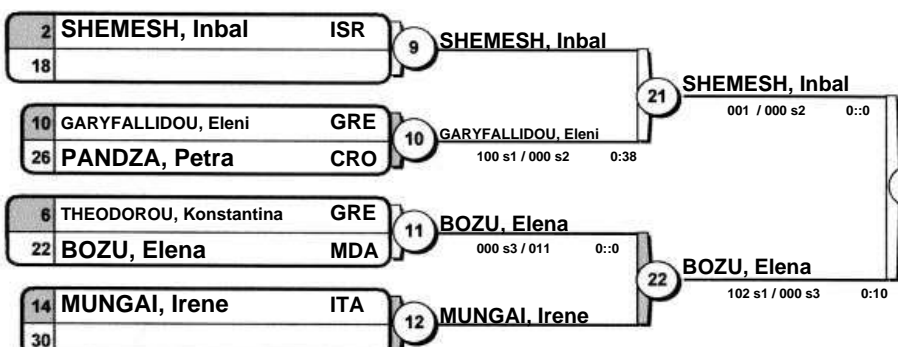 2 SHEMESH, Inbal ISR
18
9 SHEMESH, Inbal
21 SHEMESH, Inbal
001 / 000 s2 0::0
10 GARYFALLIDOU, Eleni GRE
26 PANDZA, Petra CRO
10 GARYFALLIDOU, Eleni
100 s1 / 000 s2 0:38
6 THEODOROU, Konstantina GRE
22 BOZU, Elena MDA
11 BOZU, Elena
000 s3 / 011 0::0
22 BOZU, Elena
102 s1 / 000 s3 0:10
14 MUNGAI, Irene ITA
30
12 MUNGAI, Irene